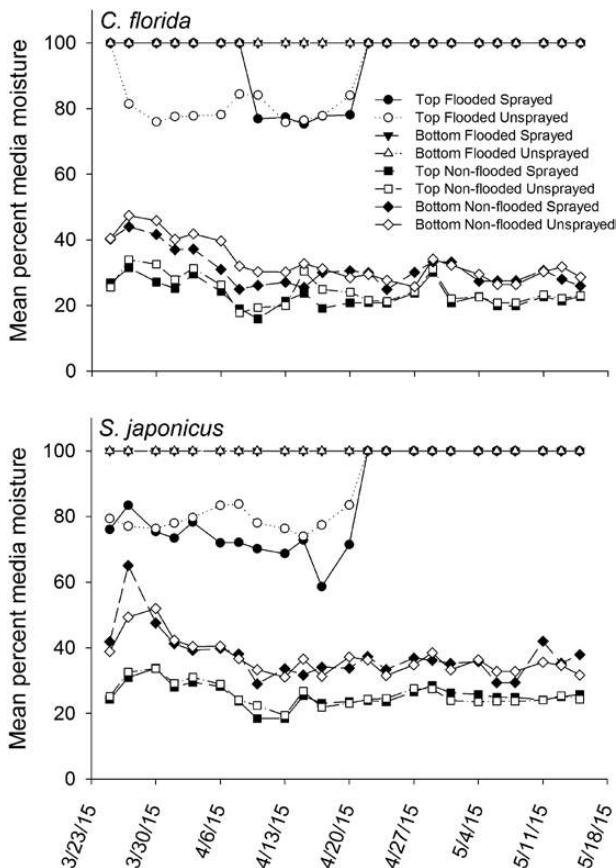 C. florida
Mean percent media moisture
100
80
60
40
20
0
Top Flooded Sprayed
Top Flooded Unsprayed
Bottom Flooded Sprayed
Bottom Flooded Unsprayed
Top Non-flooded Sprayed
Top Non-flooded Unsprayed
Bottom Non-flooded Sprayed
Bottom Non-flooded Unsprayed
S. japonicus
Mean percent media moisture
100
80
60
40
20
0
3/23/15
3/30/15
4/6/15
4/13/15
4/20/15
4/27/15
5/4/15
5/11/15
5/18/15